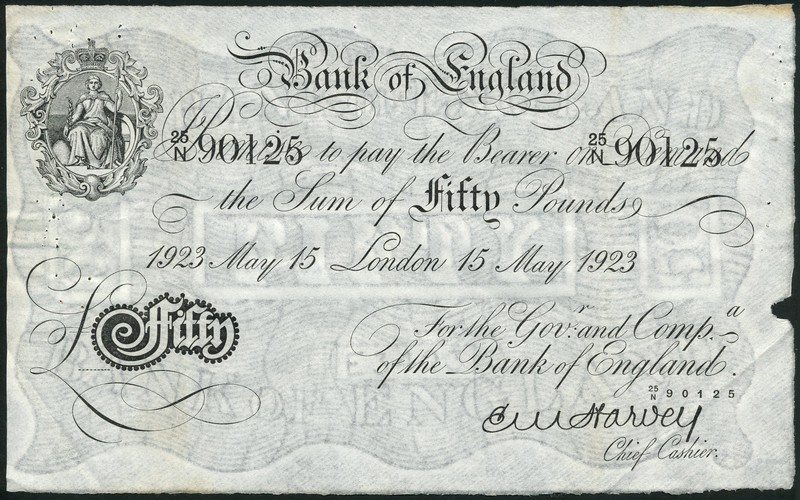 Bank of England
25/N 90125 25/N 90125
I Promise to pay the Bearer on Demand
the Sum of Fifty Pounds
1923 May 15 London 15 May 1923
£ Fifty
For the Gov.r and Comp.a
of the Bank of England.
25/N 90125
E M Harvey
Chief Cashier.